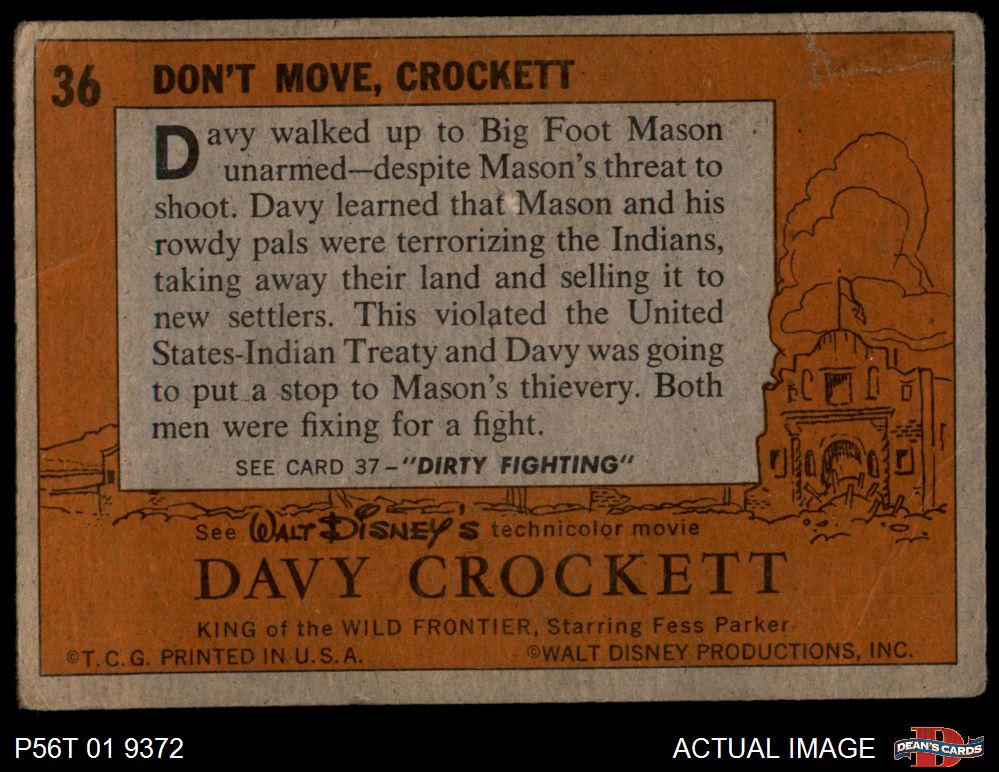 36 DON'T MOVE, CROCKETT
Davy walked up to Big Foot Mason
unarmed—despite Mason's threat to
shoot. Davy learned that Mason and his
rowdy pals were terrorizing the Indians,
taking away their land and selling it to
new settlers. This violated the United
States-Indian Treaty and Davy was going
to put a stop to Mason's thievery. Both
men were fixing for a fight.
SEE CARD 37–"DIRTY FIGHTING"
See WALT DISNEY'S technicolor movie
DAVY CROCKETT
KING of the WILD FRONTIER, Starring Fess Parker
©T.C.G. PRINTED IN U.S.A. ©WALT DISNEY PRODUCTIONS, INC.
P56T 01 9372 ACTUAL IMAGE D DEAN'S CARDS